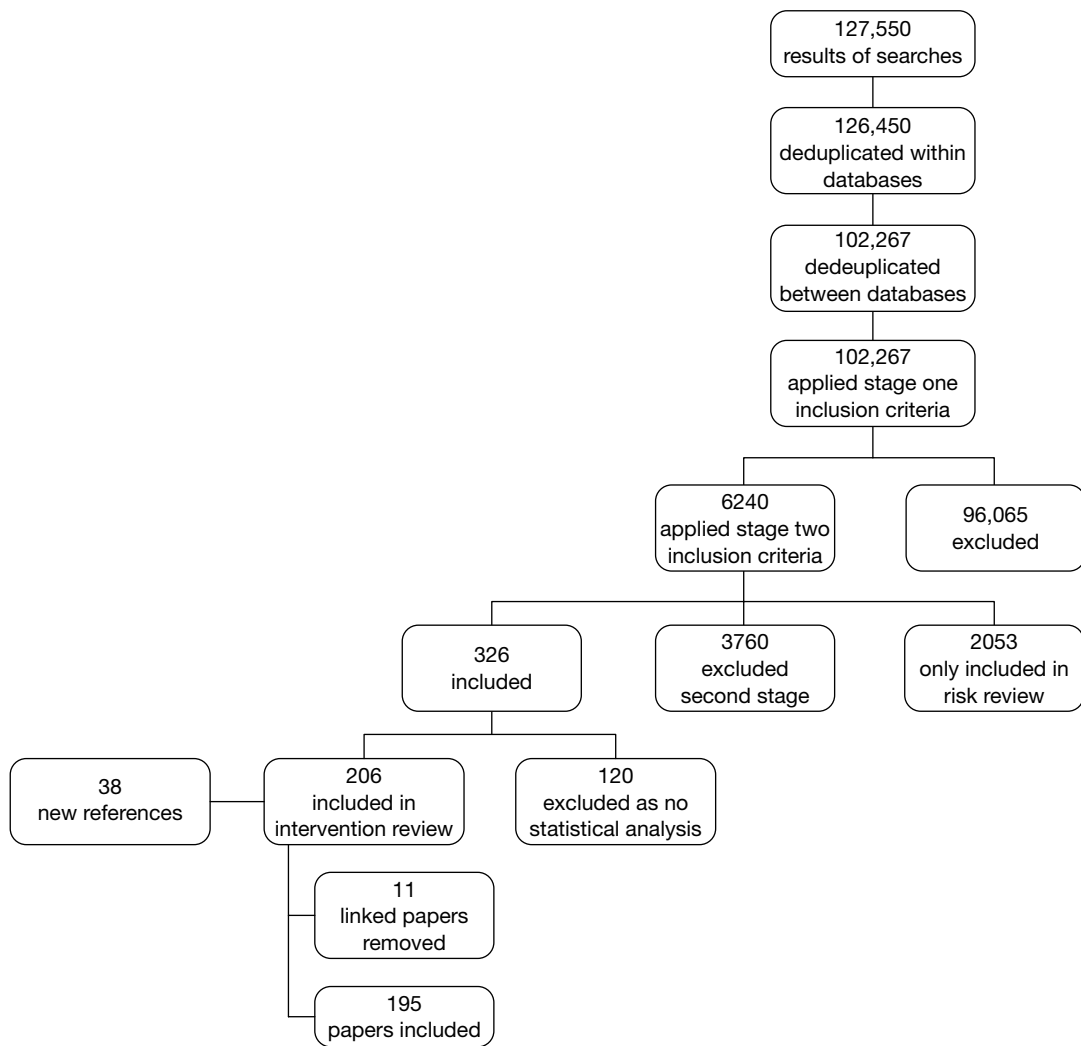 127,550
results of searches
126,450
deduplicated within
databases
102,267
dedeuplicated
between databases
102,267
applied stage one
inclusion criteria
6240
applied stage two
inclusion criteria
96,065
excluded
326
included
3760
excluded
second stage
2053
only included in
risk review
38
new references
206
included in
intervention review
120
excluded as no
statistical analysis
11
linked papers
removed
195
papers included